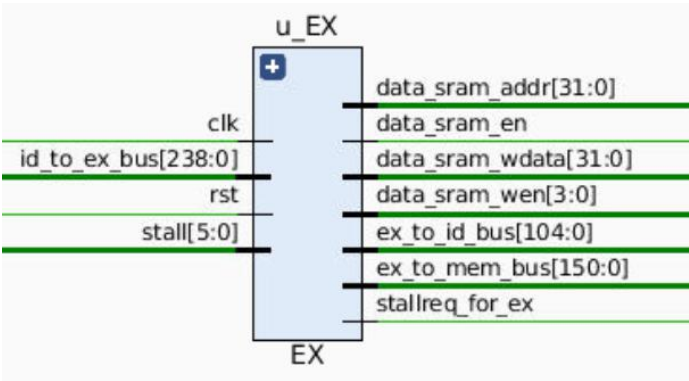 u_EX
clk
id_to_ex_bus[238:0]
rst
stall[5:0]
data_sram_addr[31:0]
data_sram_en
data_sram_wdata[31:0]
data_sram_wen[3:0]
ex_to_id_bus[104:0]
ex_to_mem_bus[150:0]
stallreq_for_ex
EX